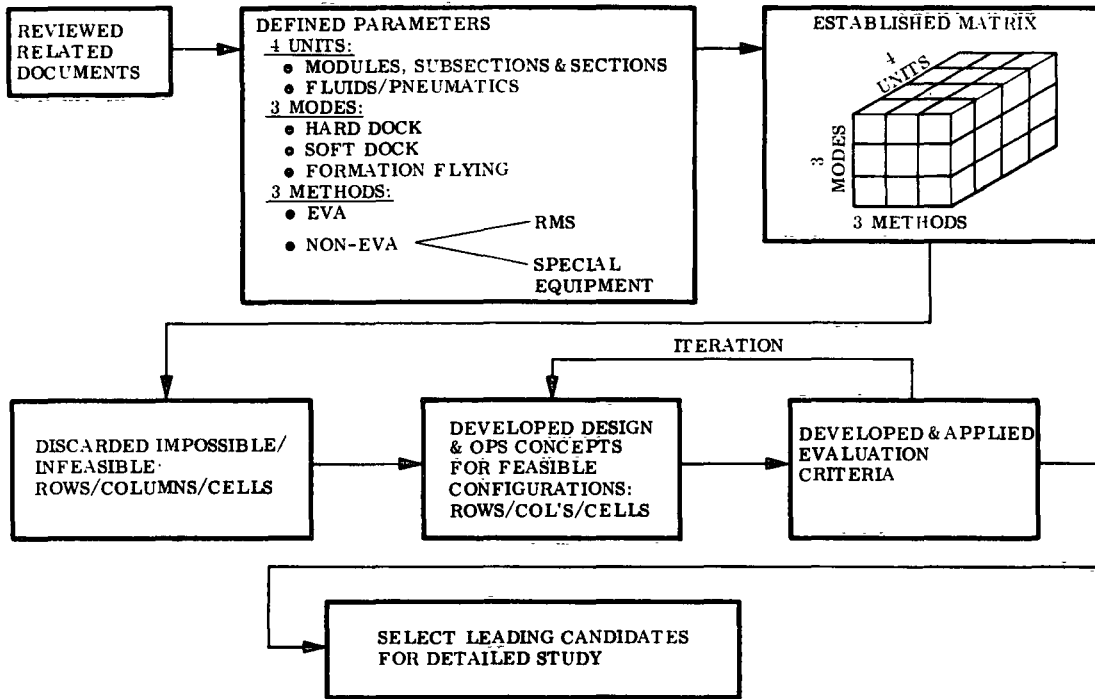 REVIEWED
RELATED
DOCUMENTS
DEFINED PARAMETERS
4 UNITS:
• MODULES, SUBSECTIONS & SECTIONS
• FLUIDS/PNEUMATICS
3 MODES:
• HARD DOCK
• SOFT DOCK
• FORMATION FLYING
3 METHODS:
• EVA
• NON-EVA
RMS
SPECIAL
EQUIPMENT
ESTABLISHED MATRIX
4
UNITS
3
MODES
3 METHODS
ITERATION
DISCARDED IMPOSSIBLE/
INFEASIBLE
ROWS/COLUMNS/CELLS
DEVELOPED DESIGN
& OPS CONCEPTS
FOR FEASIBLE
CONFIGURATIONS:
ROWS/COL'S/CELLS
DEVELOPED & APPLIED
EVALUATION
CRITERIA
SELECT LEADING CANDIDATES
FOR DETAILED STUDY